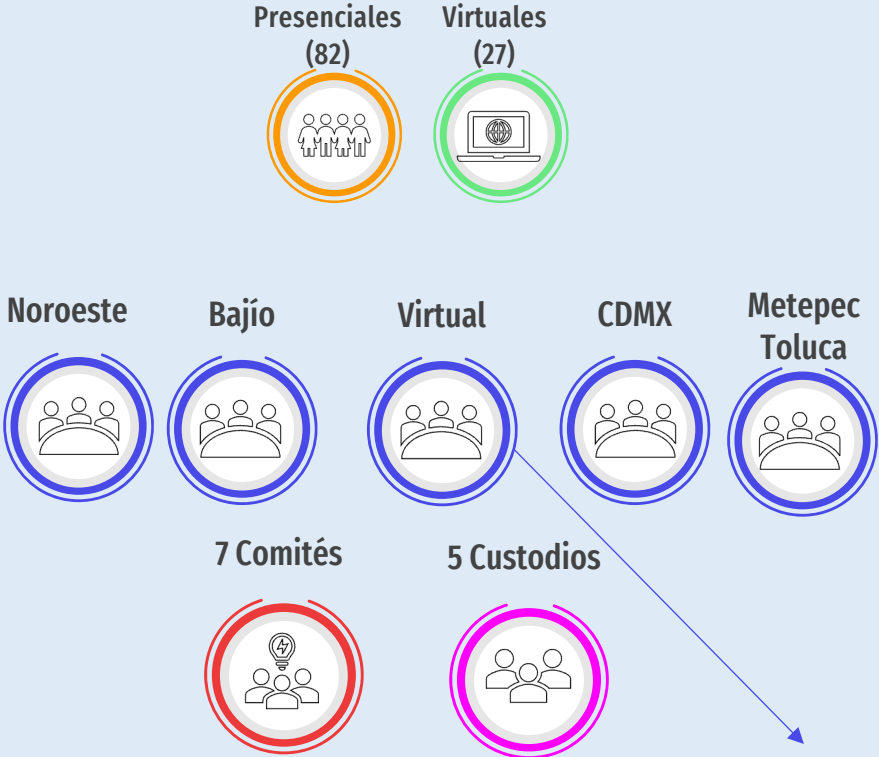 Presenciales
(82)
Virtuales
(27)
Noroeste
Bajío
Virtual
CDMX
Metepec
Toluca
7 Comités
5 Custodios